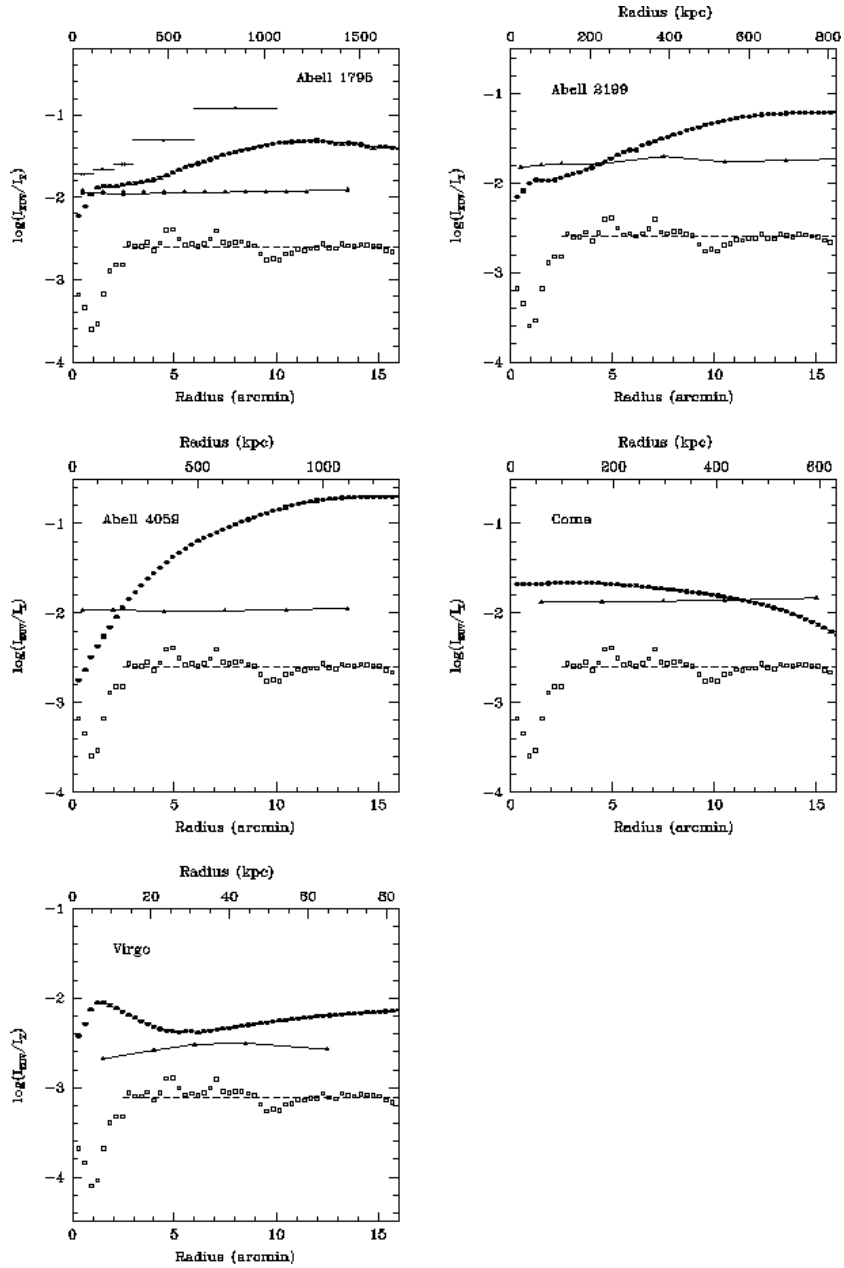 0 500 1000 1500
Abell 1795
-1
-2
-3
-4
log(I_EUV/I_X)
0 5 10 15
Radius (arcmin)
Radius (kpc)
0 200 400 600 800
Abell 2199
-1
-2
-3
-4
log(I_EUV/I_X)
0 5 10 15
Radius (arcmin)
Radius (kpc)
0 500 1000
Abell 4059
-1
-2
-3
-4
log(I_EUV/I_X)
0 5 10 15
Radius (arcmin)
Radius (kpc)
0 200 400 600
Coma
-1
-2
-3
-4
log(I_EUV/I_X)
0 5 10 15
Radius (arcmin)
Radius (kpc)
0 20 40 60 80
Virgo
-1
-2
-3
-4
log(I_EUV/I_X)
0 5 10 15
Radius (arcmin)